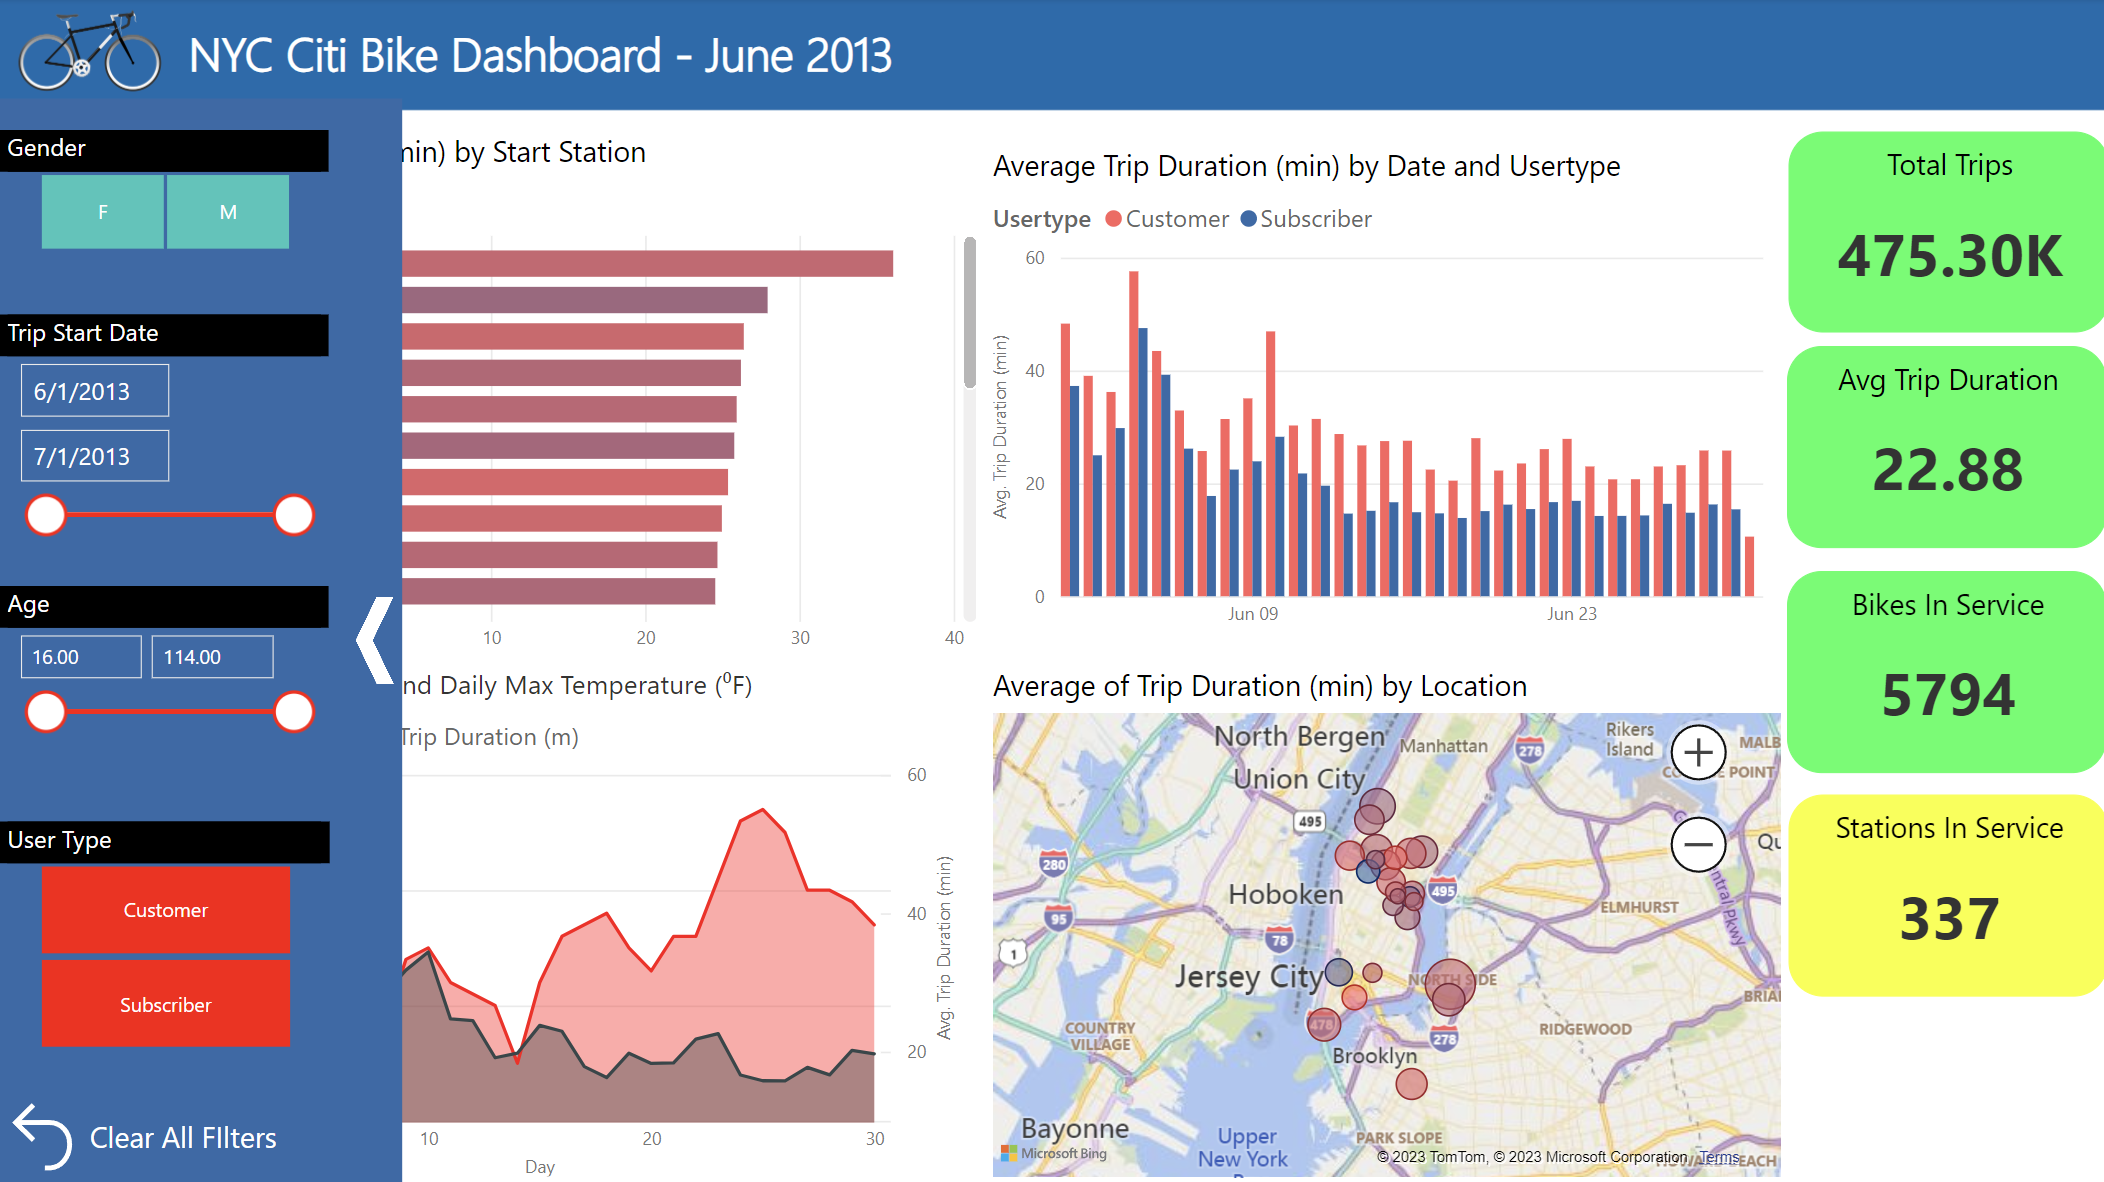 NYC Citi Bike Dashboard - June 2013
Gender
F
M
Trip Start Date
6/1/2013
7/1/2013
Age
16.00
114.00
User Type
Customer
Subscriber
Clear All FIlters
min) by Start Station
10
20
30
40
Average Trip Duration (min) by Date and Usertype
Usertype
Customer
Subscriber
Avg. Trip Duration (min)
60
40
20
0
Jun 09
Jun 23
nd Daily Max Temperature (⁰F)
Trip Duration (m)
60
40
20
Avg. Trip Duration (min)
10
20
30
Day
Average of Trip Duration (min) by Location
North Bergen
Manhattan
Rikers
Island
278
MALB
Union City
POINT
495
280
Qu
Hoboken
495
ntral Pkwy
95
ELMHURST
78
1
Jersey City
NORTH SIDE
BRIA
478
COUNTRY
VILLAGE
278
RIDGEWOOD
Brooklyn
Bayonne
Upper
New York
PARK SLOPE
Microsoft Bing
© 2023 TomTom, © 2023 Microsoft Corporation
Terms
EACH
Total Trips
475.30K
Avg Trip Duration
22.88
Bikes In Service
5794
Stations In Service
337